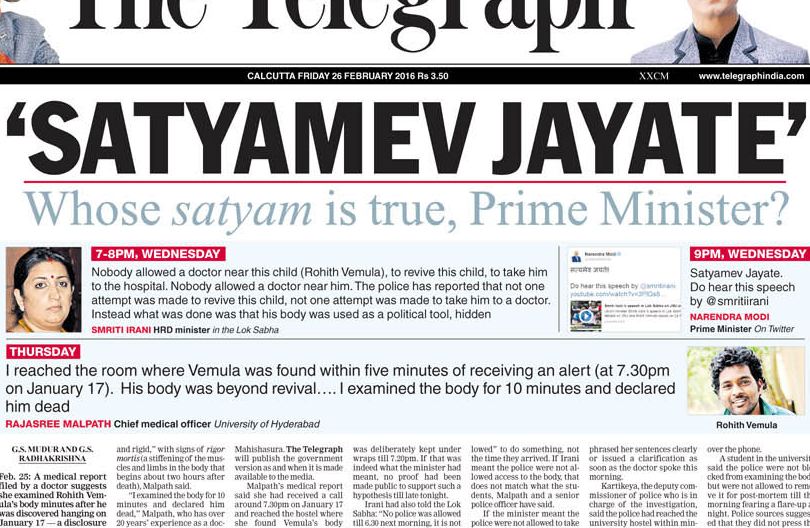 The Telegraph
CALCUTTA FRIDAY 26 FEBRUARY 2016 Rs 3.50
XXCM
www.telegraphindia.com
‘SATYAMEV JAYATE’
Whose satyam is true, Prime Minister?
7-8PM, WEDNESDAY
Nobody allowed a doctor near this child (Rohith Vemula), to revive this child, to take him
to the hospital. Nobody allowed a doctor near him. The police has reported that not one
attempt was made to revive this child, not one attempt was made to take him to a doctor.
Instead what was done was that his body was used as a political tool, hidden
SMRITI IRANI HRD minister in the Lok Sabha
Narendra Modi
सत्यमेव जयते!
Do hear this speech by @smritiirani
9PM, WEDNESDAY
Satyamev Jayate.
Do hear this speech
by @smritiirani
NARENDRA MODI
Prime Minister On Twitter
THURSDAY
I reached the room where Vemula was found within five minutes of receiving an alert (at 7.30pm
on January 17). His body was beyond revival.... I examined the body for 10 minutes and declared
him dead
RAJASREE MALPATH Chief medical officer University of Hyderabad
Rohith Vemula
G.S. MUDUR AND G.S.
RADHAKRISHNA
Feb. 25: A medical report
filed by a doctor suggests
she examined Rohith Vem-
ula's body minutes after he
was discovered hanging on
January 17 — a disclosure
and rigid,” with signs of rigor
mortis (a stiffening of the mus-
cles and limbs in the body that
begins about two hours after
death), Malpath said.
“I examined the body for 10
minutes and declared him
dead,” Malpath, who has over
20 years' experience as a doc-
Mahishasura. The Telegraph
will publish the government
version as and when it is made
available to the media.
Malpath's medical report
said she had received a call
around 7.30pm on January 17
and reached the hostel where
she found Vemula's body
was deliberately kept under
wraps till 7.20pm. If that was
indeed what the minister had
meant, no proof had been
made public to support such a
hypothesis till late tonight.
Irani had also told the Lok
Sabha: “No police was allowed
till 6.30 next morning, it is not
lowed” to do something, not
the time they arrived. If Irani
meant the police were not al-
lowed access to the body, that
does not match what the stu-
dents, Malpath and a senior
police officer have said.
If the minister meant the
police were not allowed to take
phrased her sentences clearly
or issued a clarification as
soon as the doctor spoke this
morning.
Kartikeya, the deputy com-
missioner of police who is in
charge of the investigation,
said the police had reached the
university hostel within min-
over the phone.
A student in the universit
said the police were not blo
cked from examining the body
but were not allowed to remo
ve it for post-mortem till the
morning fearing a flare-up
night. Police sources sugges
ed that they did not press